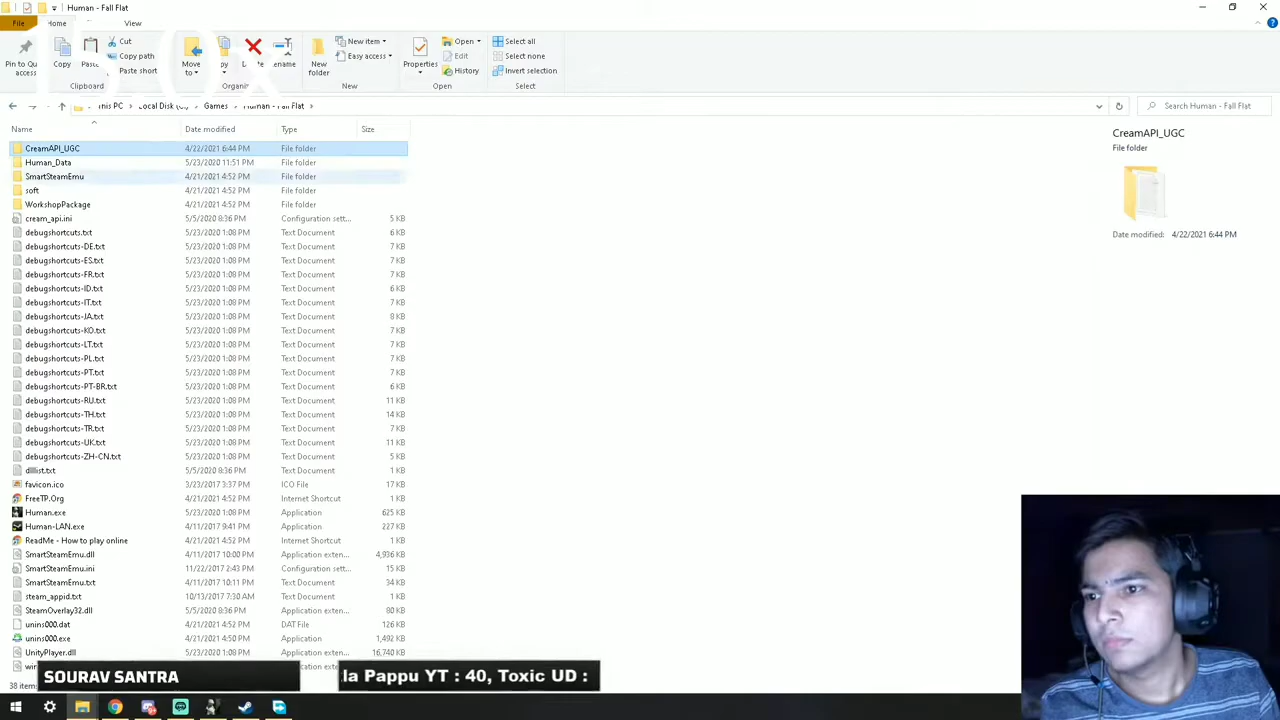 Human - Fall Flat
File Home View
Pin to Quick access
Copy
Cut
Copy path
Paste short
Clipboard
Move to
Organi
New folder
New item
Easy access
New
Properties
Open
Edit
History
Open
Select all
Select none
Invert selection
Select
This PC Local Disk (C:) Games Human - Fall Flat
Search Human - Fall Flat
Name Date modified Type Size
CreamAPI_UGC 4/22/2021 6:44 PM File folder
Human_Data 5/23/2020 11:51 PM File folder
SmartSteamEmu 4/21/2021 4:52 PM File folder
soft 4/21/2021 4:52 PM File folder
WorkshopPackage 4/21/2021 4:52 PM File folder
cream_api.ini 5/5/2020 8:36 PM Configuration sett... 5 KB
debugshortcuts.txt 5/23/2020 1:08 PM Text Document 6 KB
debugshortcuts-DE.txt 5/23/2020 1:08 PM Text Document 7 KB
debugshortcuts-ES.txt 5/23/2020 1:08 PM Text Document 7 KB
debugshortcuts-FR.txt 5/23/2020 1:08 PM Text Document 7 KB
debugshortcuts-ID.txt 5/23/2020 1:08 PM Text Document 6 KB
debugshortcuts-IT.txt 5/23/2020 1:08 PM Text Document 7 KB
debugshortcuts-JA.txt 5/23/2020 1:08 PM Text Document 8 KB
debugshortcuts-KO.txt 5/23/2020 1:08 PM Text Document 7 KB
debugshortcuts-LT.txt 5/23/2020 1:08 PM Text Document 7 KB
debugshortcuts-PL.txt 5/23/2020 1:08 PM Text Document 7 KB
debugshortcuts-PT.txt 5/23/2020 1:08 PM Text Document 7 KB
debugshortcuts-PT-BR.txt 5/23/2020 1:08 PM Text Document 6 KB
debugshortcuts-RU.txt 5/23/2020 1:08 PM Text Document 11 KB
debugshortcuts-TH.txt 5/23/2020 1:08 PM Text Document 14 KB
debugshortcuts-TR.txt 5/23/2020 1:08 PM Text Document 7 KB
debugshortcuts-UK.txt 5/23/2020 1:08 PM Text Document 11 KB
debugshortcuts-ZH-CN.txt 5/23/2020 1:08 PM Text Document 5 KB
dlllist.txt 5/5/2020 8:36 PM Text Document 1 KB
favicon.ico 3/23/2017 3:37 PM ICO File 17 KB
FreeTP.Org 4/21/2021 4:52 PM Internet Shortcut 1 KB
Human.exe 5/23/2020 1:08 PM Application 625 KB
Human-LAN.exe 4/11/2017 9:41 PM Application 227 KB
ReadMe - How to play online 4/21/2021 4:52 PM Internet Shortcut 1 KB
SmartSteamEmu.dll 4/11/2017 10:00 PM Application exten... 4,936 KB
SmartSteamEmu.ini 11/22/2017 2:43 PM Configuration sett... 15 KB
SmartSteamEmu.txt 4/11/2017 10:11 PM Text Document 34 KB
steam_appid.txt 10/13/2017 7:30 AM Text Document 1 KB
SteamOverlay32.dll 5/5/2020 8:36 PM Application exten... 80 KB
unins000.dat 4/21/2021 4:52 PM DAT File 126 KB
unins000.exe 4/21/2021 4:50 PM Application 1,492 KB
UnityPlayer.dll 5/23/2020 1:08 PM Application exten... 16,740 KB
38 items
CreamAPI_UGC
File folder
Date modified: 4/22/2021 6:44 PM
SOURAV SANTRA
la Pappu YT : 40, Toxic UD :